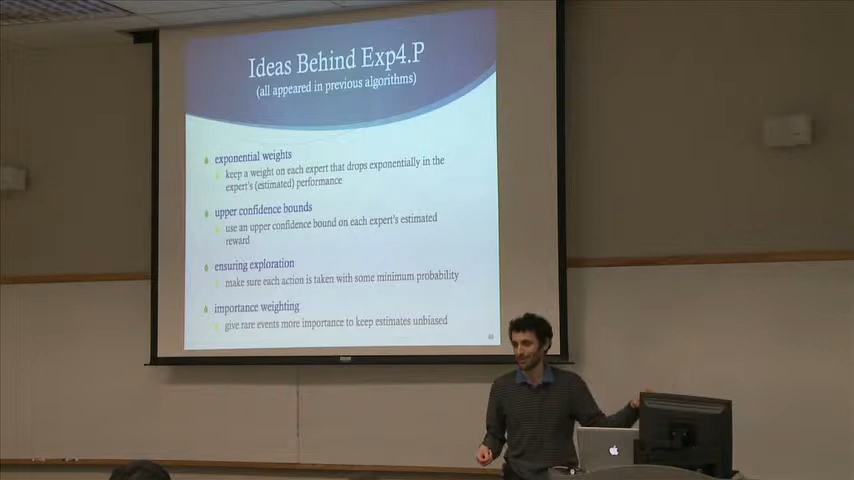 Ideas Behind Exp4.P
(all appeared in previous algorithms)
exponential weights
keep a weight on each expert that drops exponentially in the
expert's (estimated) performance
upper confidence bounds
use an upper confidence bound on each expert's estimated
reward
ensuring exploration
make sure each action is taken with some minimum probability
importance weighting
give rare events more importance to keep estimates unbiased